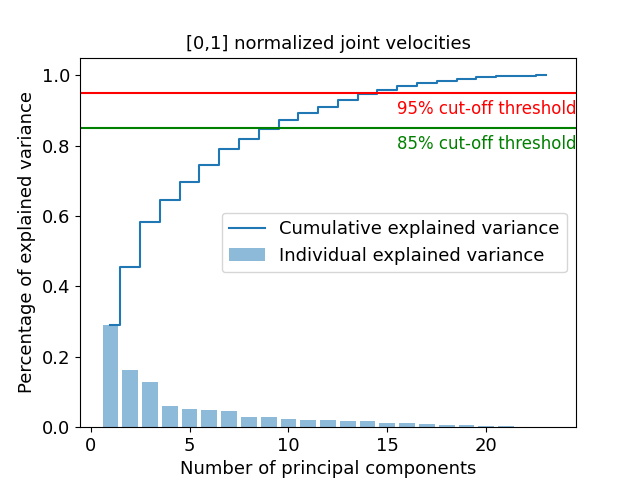 [0,1] normalized joint velocities
Percentage of explained variance
1.0
0.8
0.6
0.4
0.2
0.0
95% cut-off threshold
85% cut-off threshold
Cumulative explained variance
Individual explained variance
0
5
10
15
20
Number of principal components